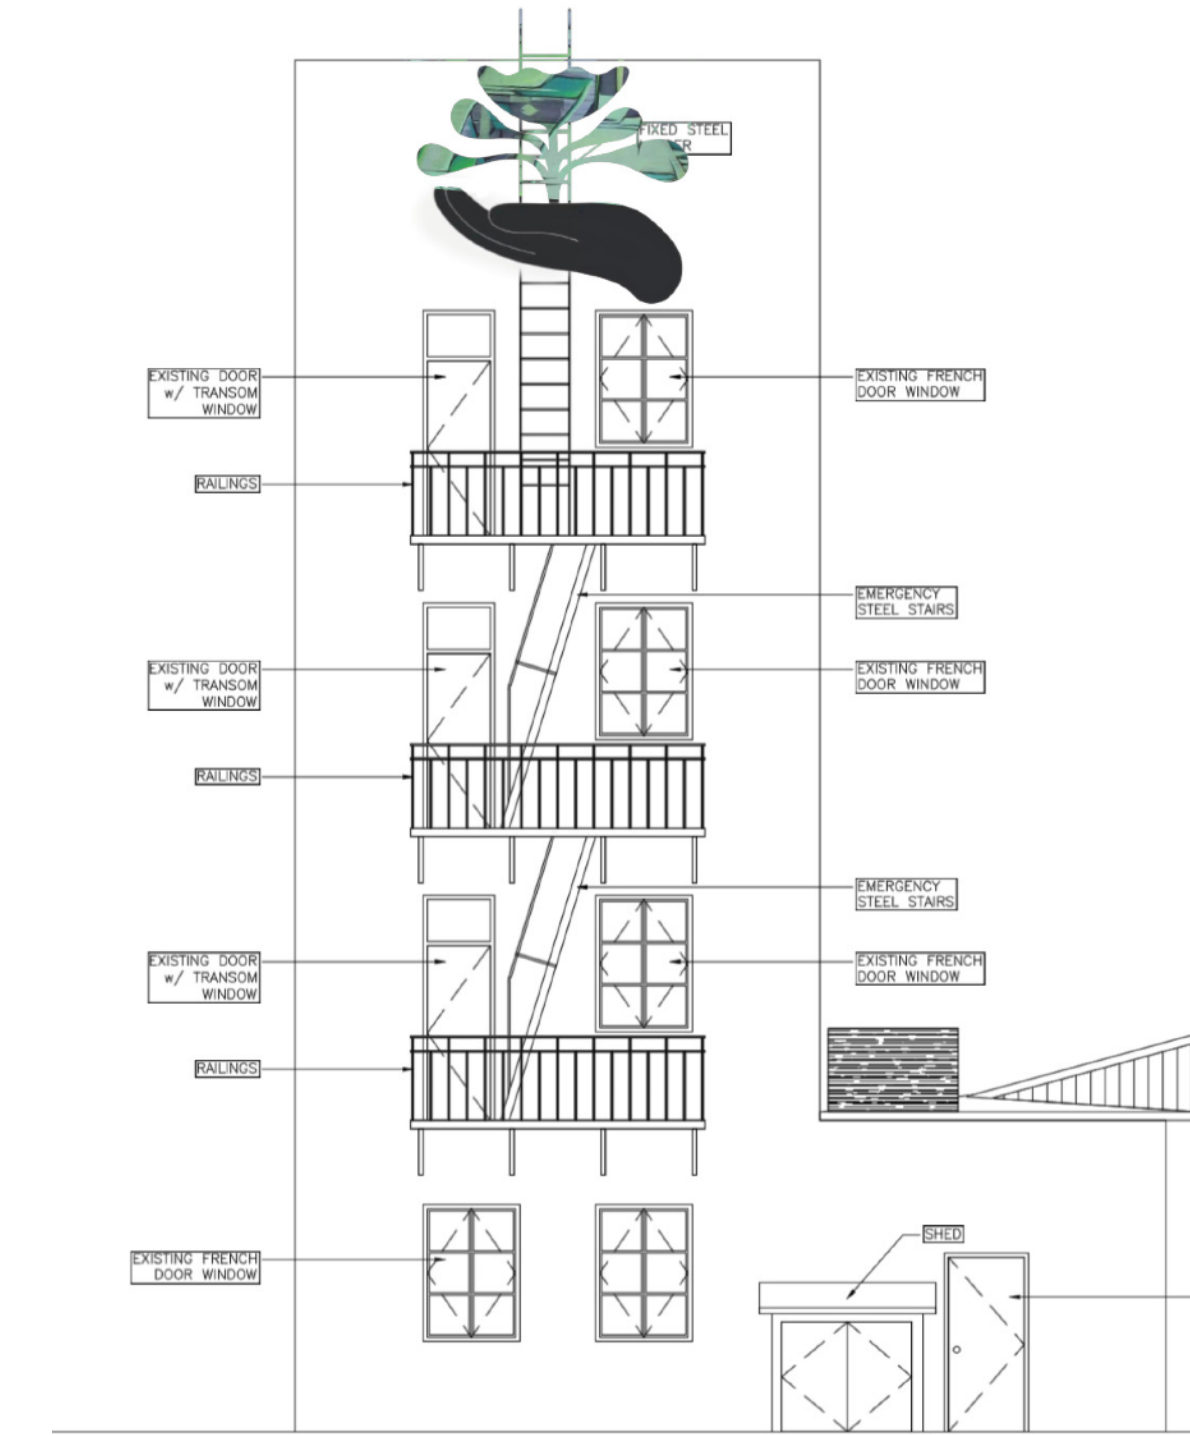 FIXED STEEL
EXISTING DOOR
w/ TRANSOM
WINDOW
EXISTING FRENCH
DOOR WINDOW
RAILINGS
EMERGENCY
STEEL STAIRS
EXISTING DOOR
w/ TRANSOM
WINDOW
EXISTING FRENCH
DOOR WINDOW
RAILINGS
EMERGENCY
STEEL STAIRS
EXISTING DOOR
w/ TRANSOM
WINDOW
EXISTING FRENCH
DOOR WINDOW
RAILINGS
SHED
EXISTING FRENCH
DOOR WINDOW